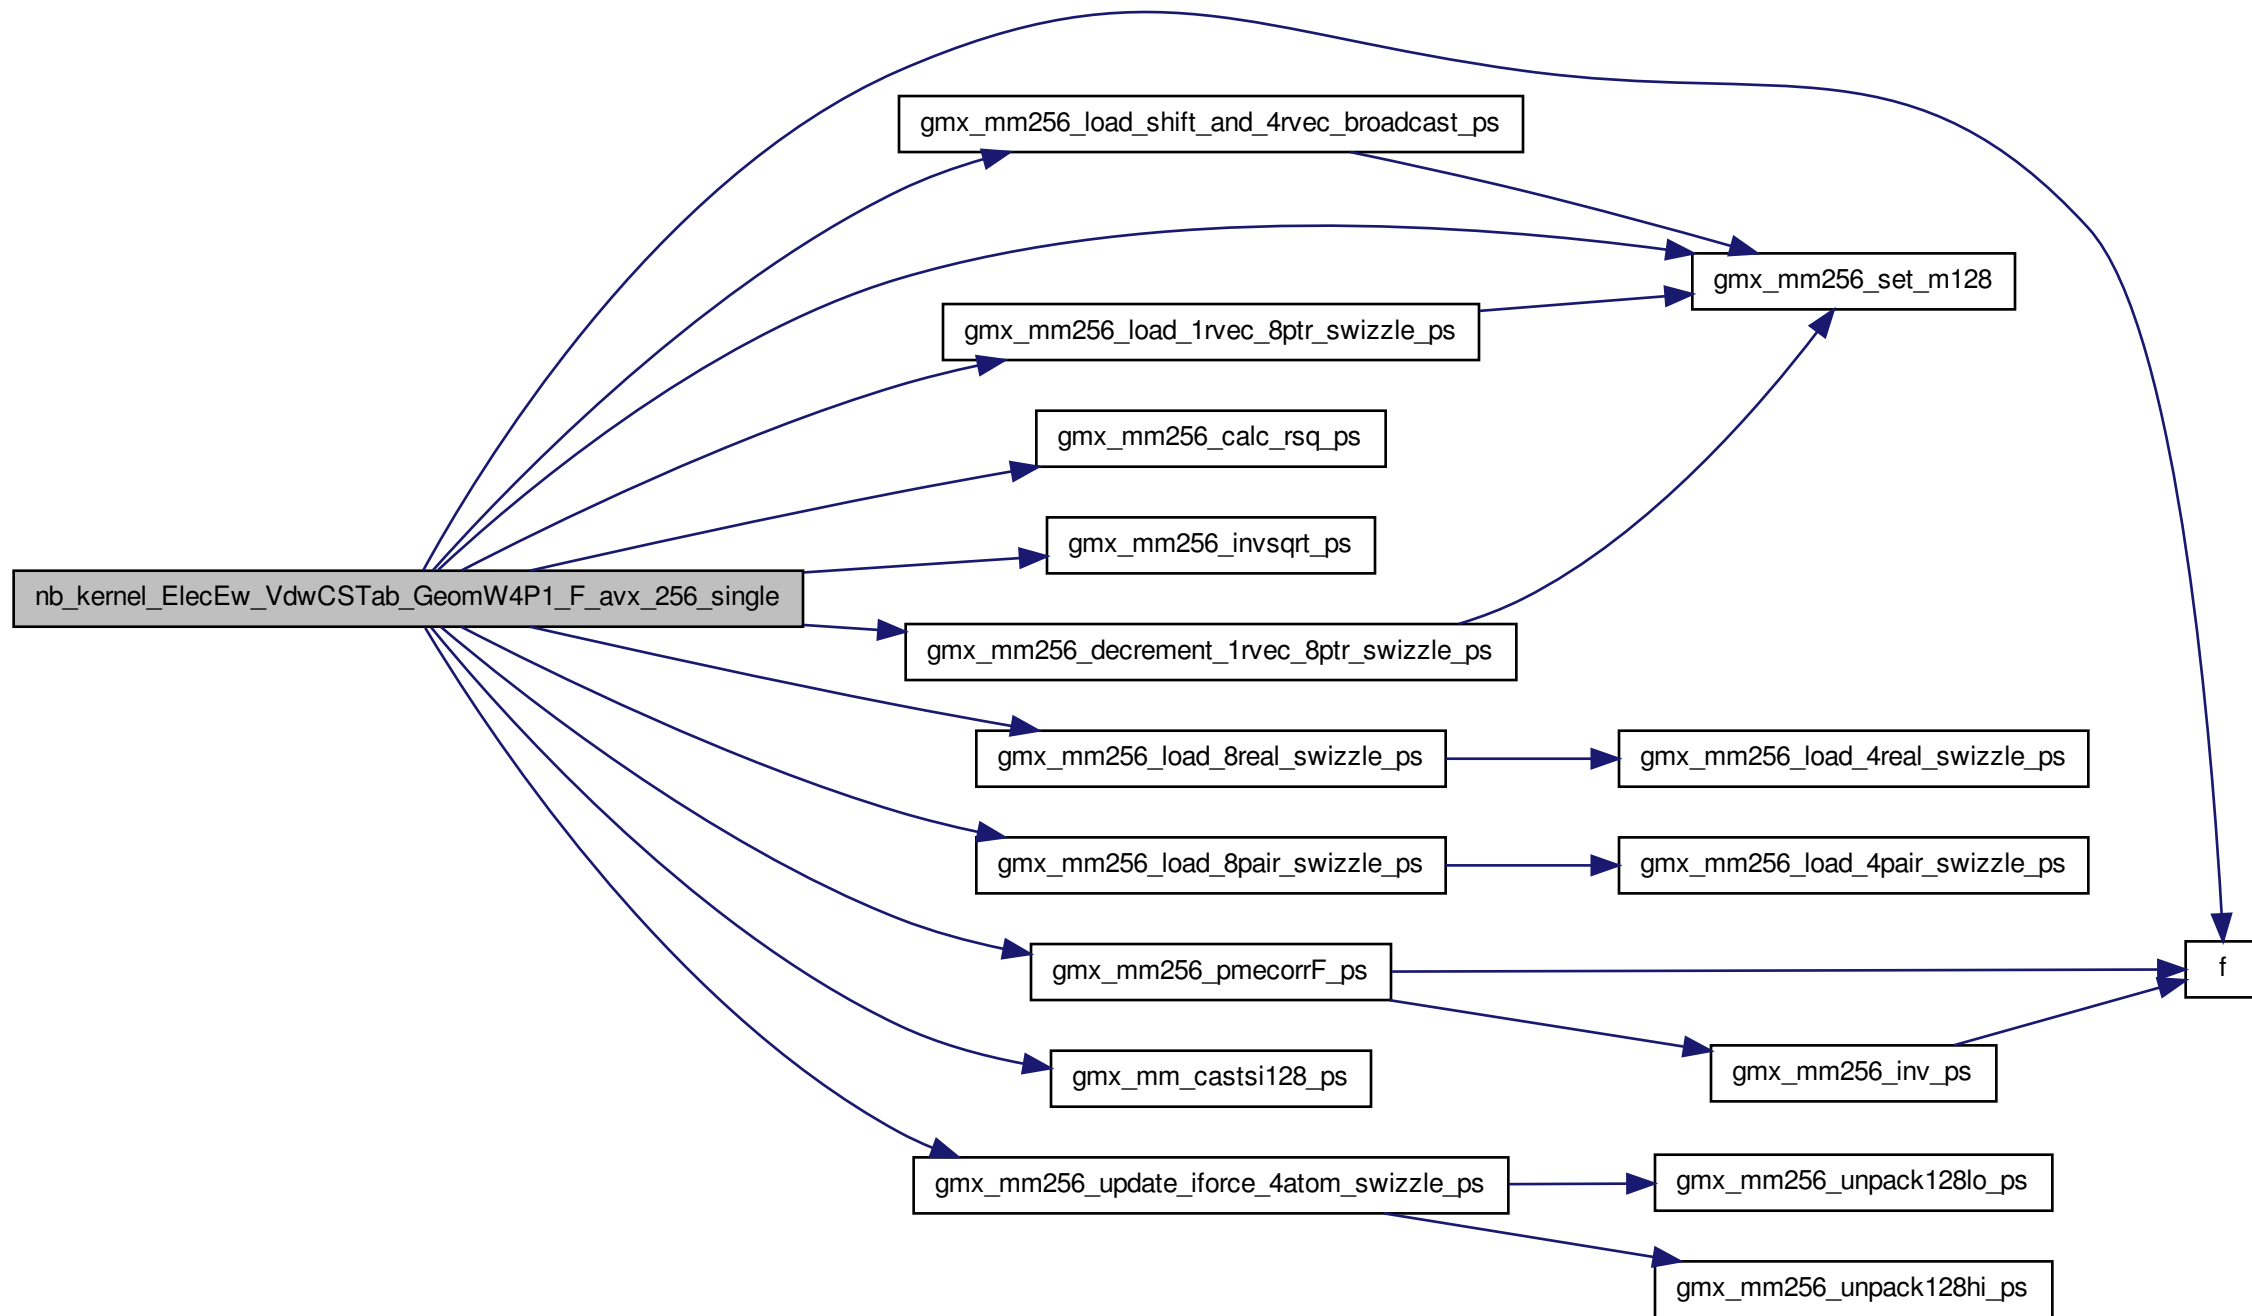 gmx_mm256_load_shift_and_4rvec_broadcast_ps
gmx_mm256_set_m128
gmx_mm256_load_1rvec_8ptr_swizzle_ps
gmx_mm256_calc_rsq_ps
gmx_mm256_invsqrt_ps
nb_kernel_ElecEw_VdwCSTab_GeomW4P1_F_avx_256_single
gmx_mm256_decrement_1rvec_8ptr_swizzle_ps
gmx_mm256_load_8real_swizzle_ps
gmx_mm256_load_4real_swizzle_ps
gmx_mm256_load_8pair_swizzle_ps
gmx_mm256_load_4pair_swizzle_ps
gmx_mm256_pmecorrF_ps
f
gmx_mm256_inv_ps
gmx_mm_castsi128_ps
gmx_mm256_update_iforce_4atom_swizzle_ps
gmx_mm256_unpack128lo_ps
gmx_mm256_unpack128hi_ps